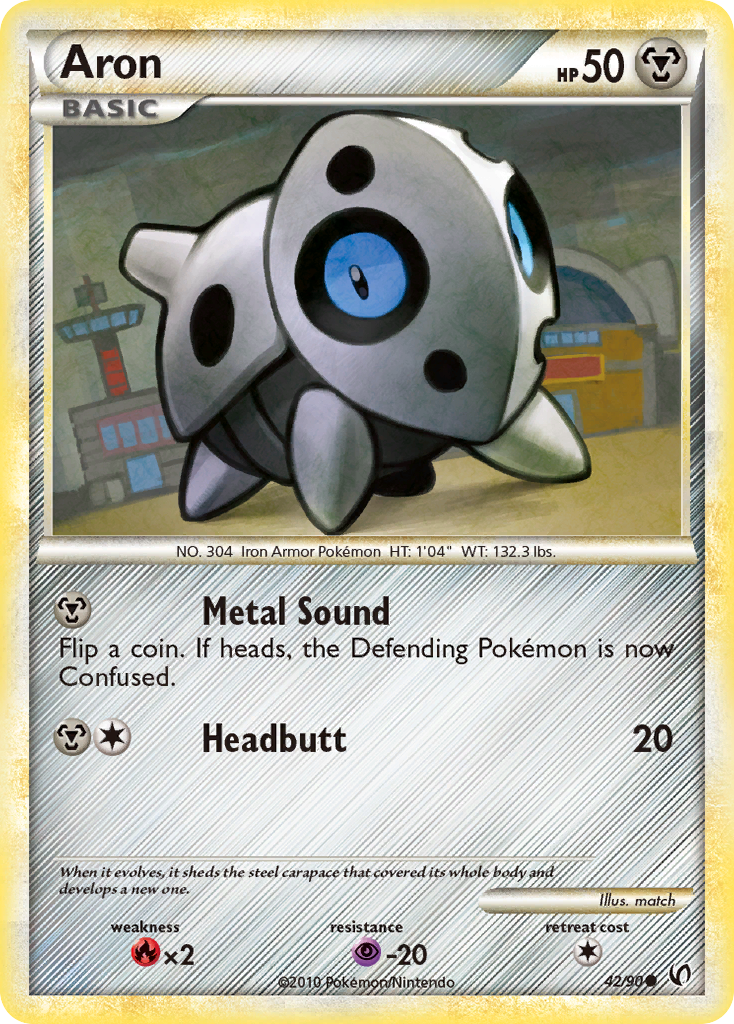 Aron
HP 50
BASIC
NO. 304 Iron Armor Pokémon HT: 1'04" WT: 132.3 lbs.
Metal Sound
Flip a coin. If heads, the Defending Pokémon is now
Confused.
Headbutt 20
When it evolves, it sheds the steel carapace that covered its whole body and
develops a new one.
Illus. match
weakness resistance retreat cost
×2 -20
©2010 Pokémon/Nintendo 42/90